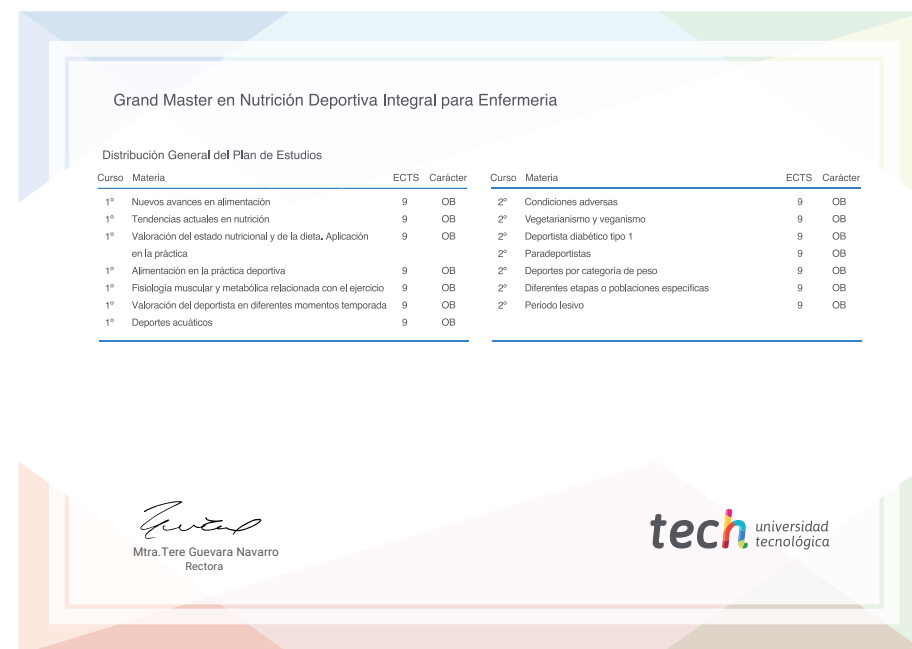 Grand Master en Nutrición Deportiva Integral para Enfermeria
Distribución General del Plan de Estudios
Curso Materia ECTS Carácter
1º Nuevos avances en alimentación 9 OB
1º Tendencias actuales en nutrición 9 OB
1º Valoración del estado nutricional y de la dieta. Aplicación 9 OB
en la práctica
1º Alimentación en la práctica deportiva 9 OB
1º Fisiología muscular y metabólica relacionada con el ejercicio 9 OB
1º Valoración del deportista en diferentes momentos temporada 9 OB
1º Deportes acuáticos 9 OB
Curso Materia ECTS Carácter
2º Condiciones adversas 9 OB
2º Vegetarianismo y veganismo 9 OB
2º Deportista diabético tipo 1 9 OB
2º Paradeportistas 9 OB
2º Deportes por categoría de peso 9 OB
2º Diferentes etapas o poblaciones específicas 9 OB
2º Periodo lesivo 9 OB
Mtra.Tere Guevara Navarro
Rectora
tech universidad
tecnológica